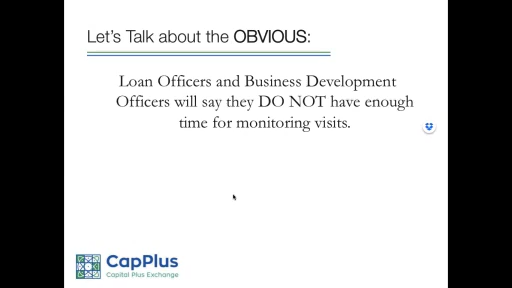 Let's Talk about the OBVIOUS:
Loan Officers and Business Development
Officers will say they DO NOT have enough
time for monitoring visits.
CapPlus
Capital Plus Exchange